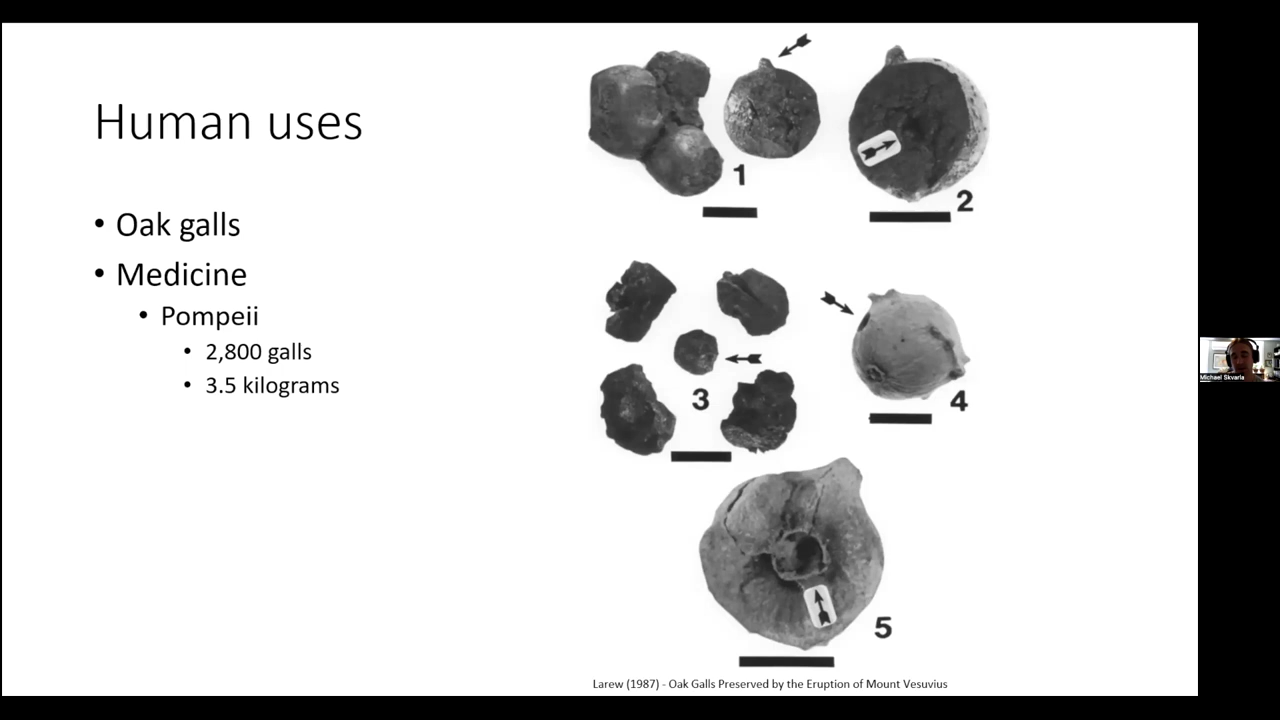 Human uses
• Oak galls
• Medicine
• Pompeii
• 2,800 galls
• 3.5 kilograms
1
2
3
4
5
Larew (1987) - Oak Galls Preserved by the Eruption of Mount Vesuvius
Michael Skvarla